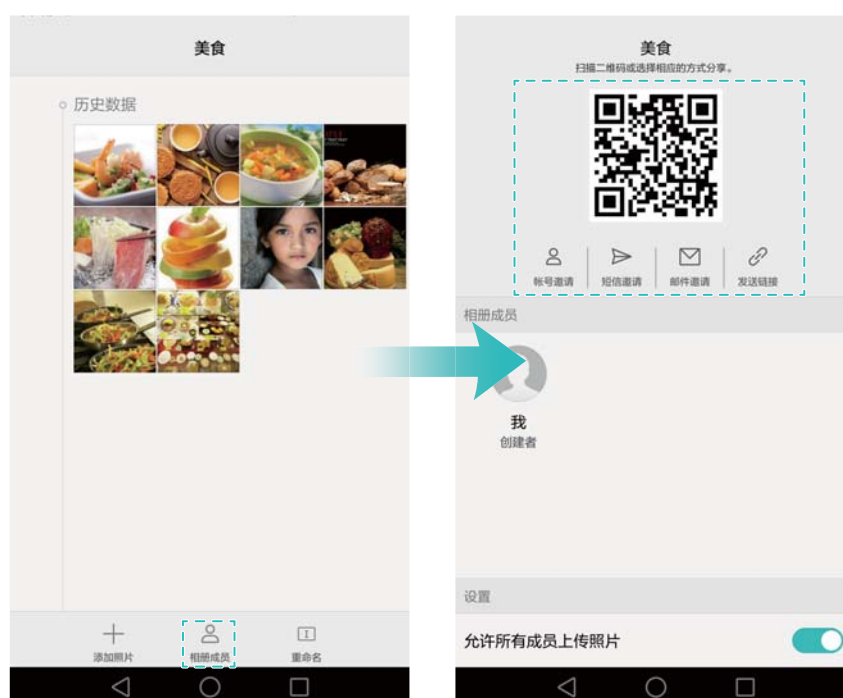 美食
历史数据
添加照片
相册成员
重命名
美食
扫描二维码或选择相应的方式分享。
帐号邀请
短信邀请
邮件邀请
发送链接
相册成员
我
创建者
设置
允许所有成员上传照片